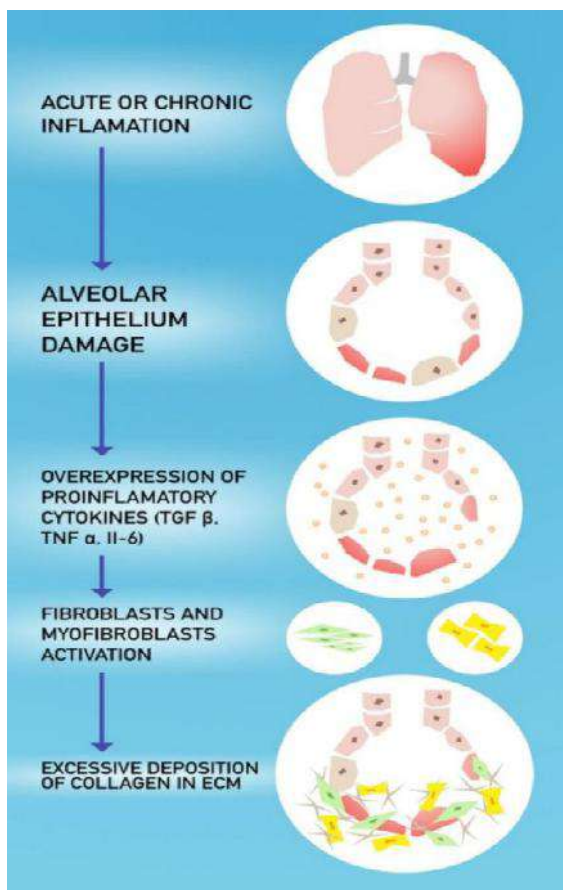 ACUTE OR CHRONIC
INFLAMATION
ALVEOLAR
EPITHELIUM
DAMAGE
OVEREXPRESSION OF
PROINFLAMATORY
CYTOKINES (TGF β,
TNF α, Il-6)
FIBROBLASTS AND
MYOFIBROBLASTS
ACTIVATION
EXCESSIVE DEPOSITION
OF COLLAGEN IN ECM